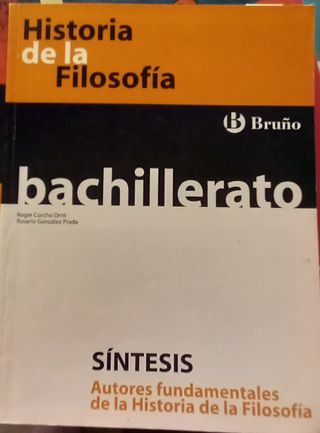 Historia
de la
Filosofía
B Bruño
bachillerato
Roger Corcho Orrit
Rosario González Prada
SÍNTESIS
Autores fundamentales
de la Historia de la Filosofía